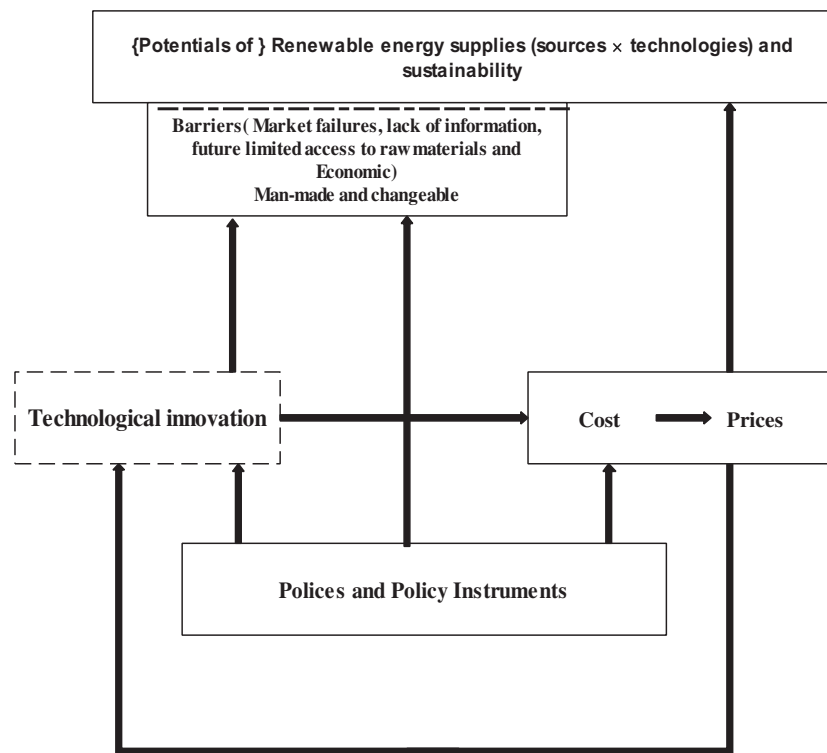 {Potentials of } Renewable energy supplies (sources × technologies) and
sustainability
Barriers( Market failures, lack of information,
future limited access to raw materials and
Economic)
Man-made and changeable
Technological innovation
Cost
Prices
Polices and Policy Instruments